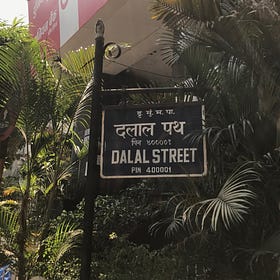 बृ. मुं. म. पा.
दलाल पथ
पिन ४००००१
DALAL STREET
PIN 400001